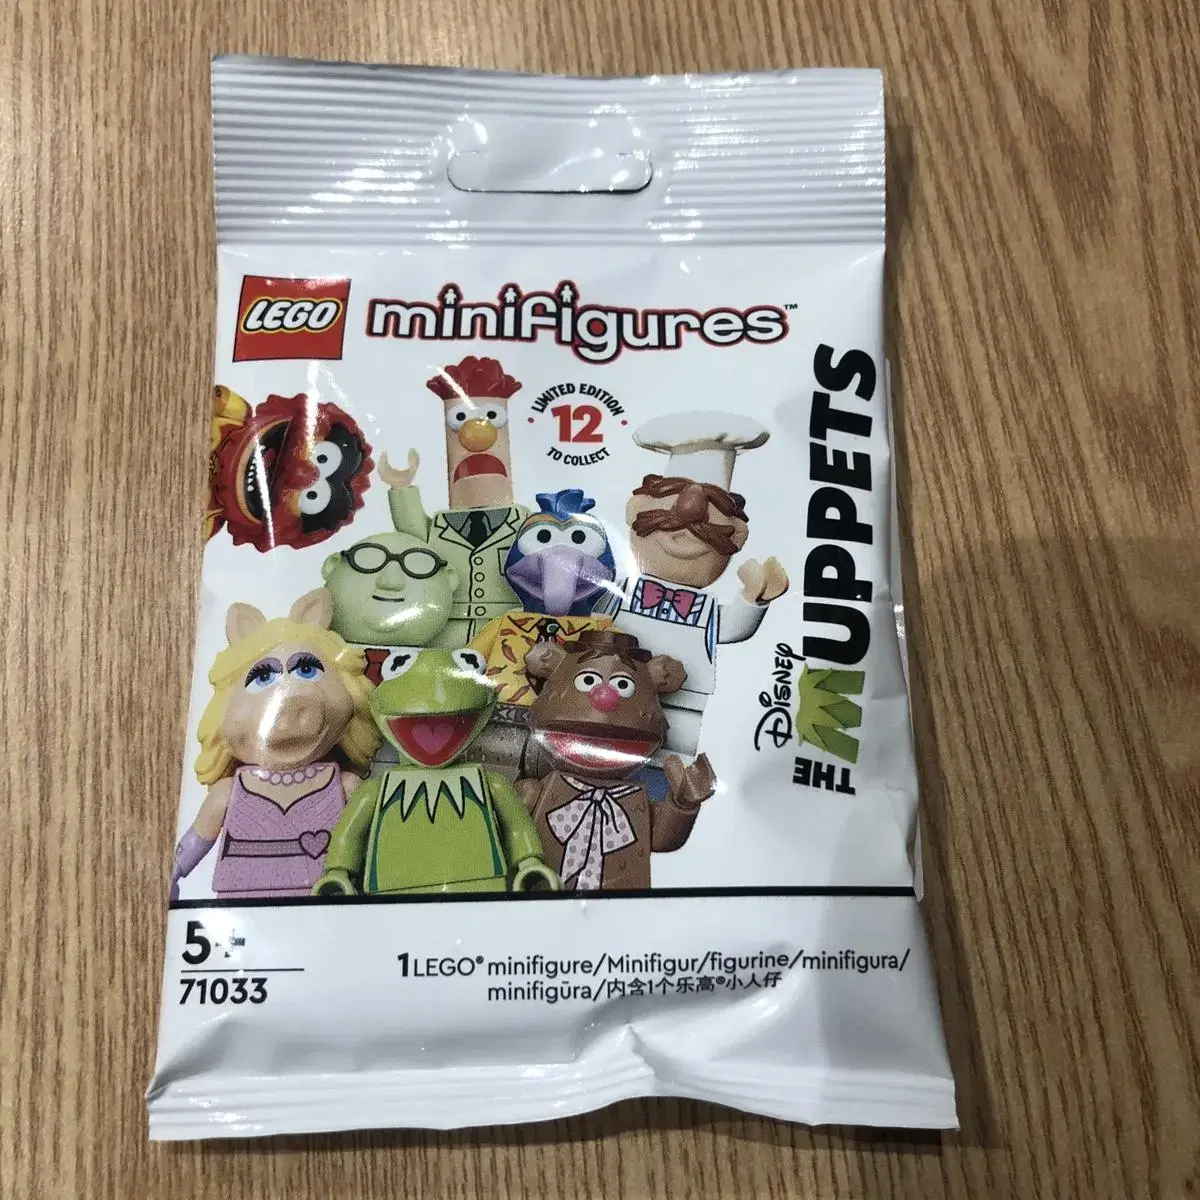 LEGO
minifigures™
LIMITED EDITION
12
TO COLLECT
DISNEY
THE MUPPETS
5+
71033
1 LEGO® minifigure/Minifigur/figurine/minifigura/
minifigūra/内含1个乐高®小人仔